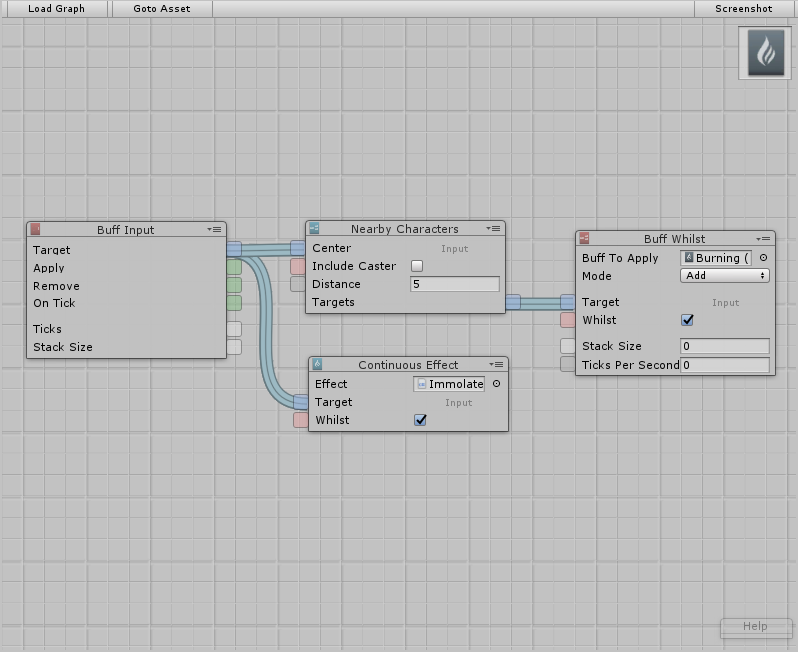 Load Graph
Goto Asset
Screenshot
Buff Input
Target
Apply
Remove
On Tick
Ticks
Stack Size
Nearby Characters
Center Input
Include Caster
Distance 5
Targets
Continuous Effect
Effect Immolate
Target Input
Whilst
Buff Whilst
Buff To Apply Burning (
Mode Add
Target Input
Whilst
Stack Size 0
Ticks Per Second 0
Help